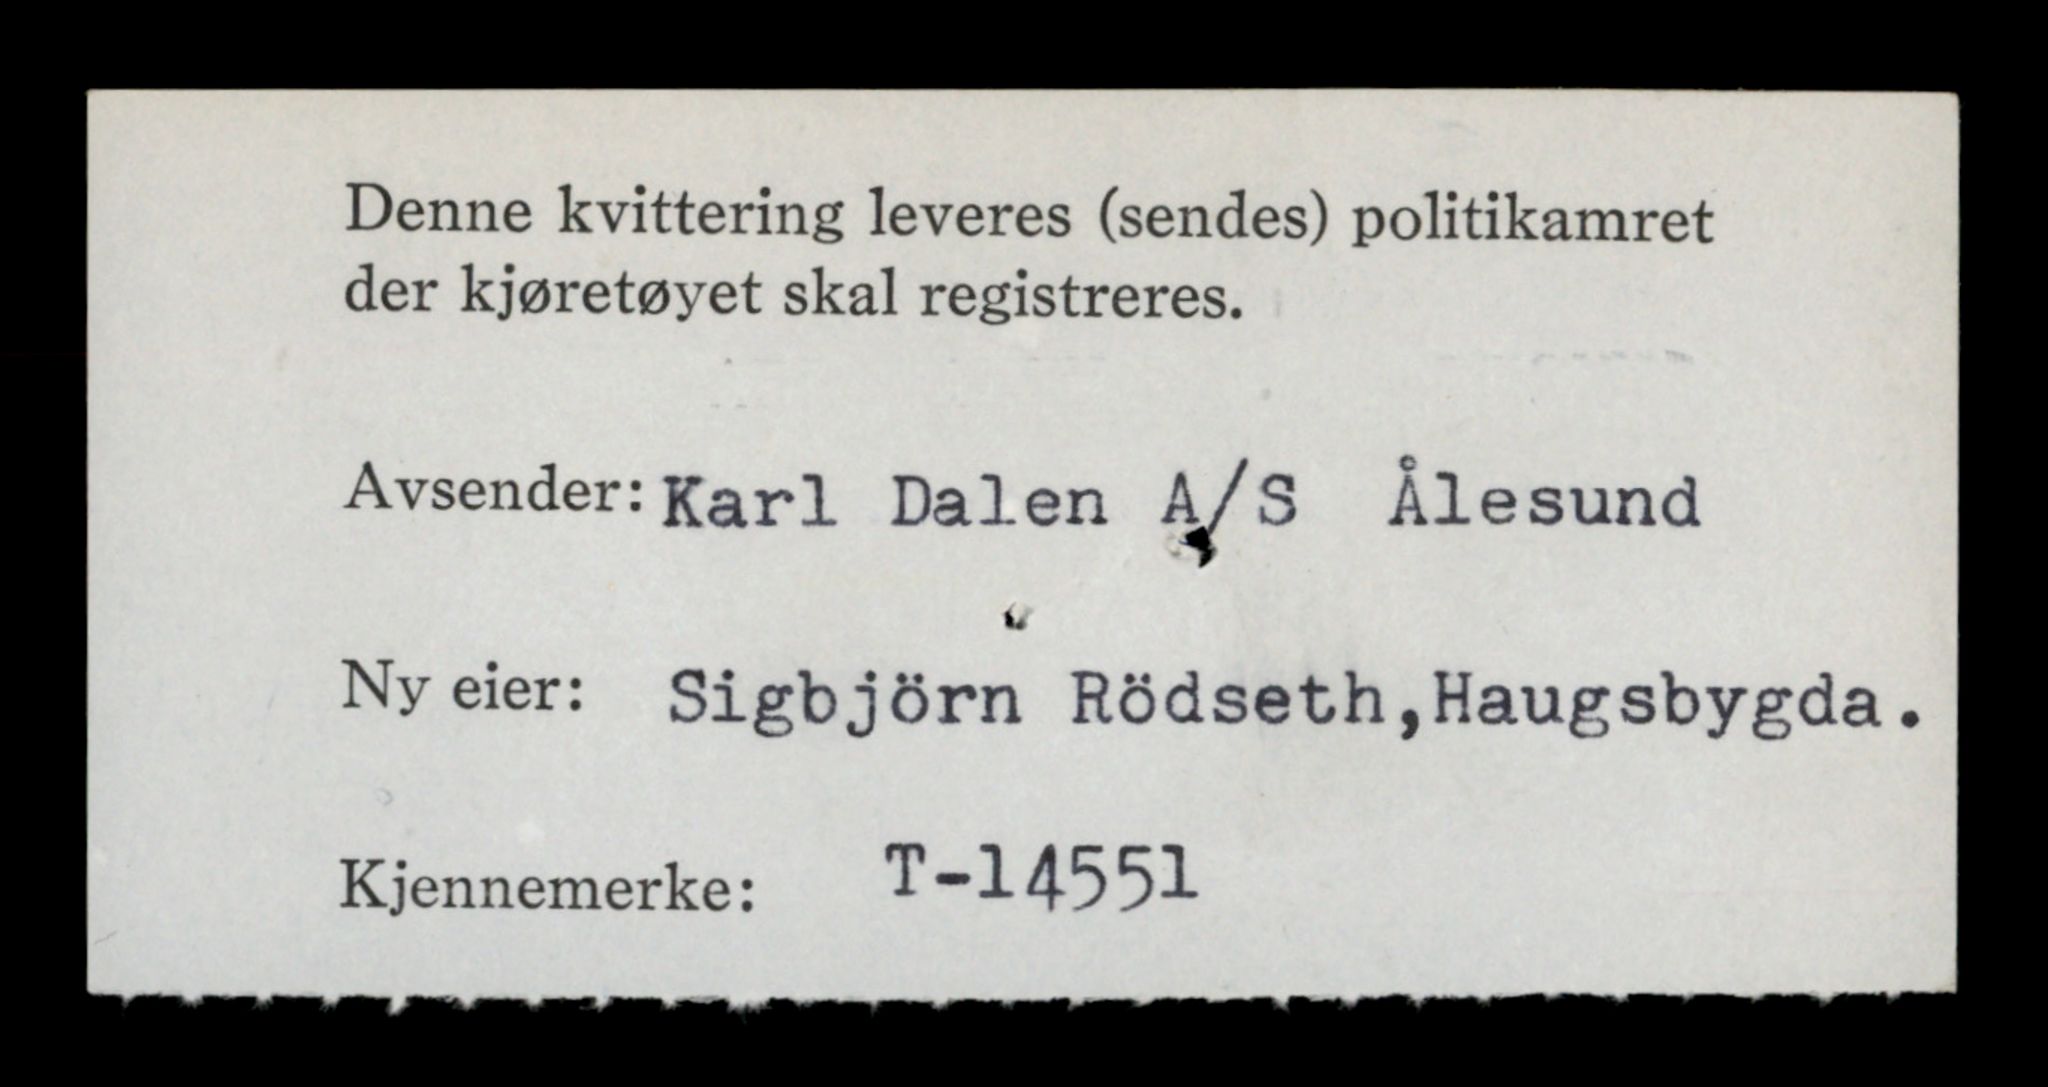 Denne kvittering leveres (sendes) politikamret
der kjøretøyet skal registreres.
Avsender: Karl Dalen A/S Ålesund
Ny eier: Sigbjörn Rödseth,Haugsbygda.
Kjennemerke: T-14551